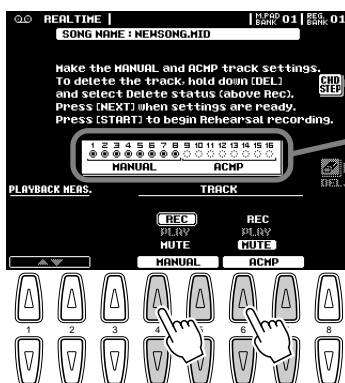 REALTIME
M.PAD BANK 01 REG. BANK 01
SONG NAME : NEWSONG.MID
Make the MANUAL and ACMP track settings.
To delete the track, hold down [DEL]
and select Delete status (above Rec).
Press [NEXT] when settings are ready.
Press [START] to begin Rehearsal recording.
CHD STEP
1 2 3 4 5 6 7 8 9 10 11 12 13 14 15 16
MANUAL ACMP
DEL
PLAYBACK MEAS. TRACK
REC REC
PLAY PLAY
MUTE MUTE
MANUAL ACMP
1 2 3 4 5 6 8